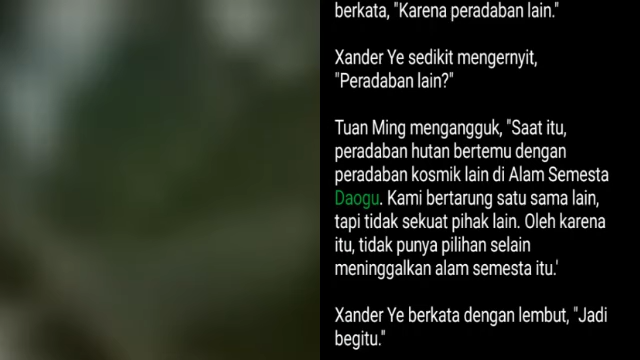 berkata, "Karena peradaban lain."
Xander Ye sedikit mengernyit,
"Peradaban lain?"
Tuan Ming mengangguk, "Saat itu,
peradaban hutan bertemu dengan
peradaban kosmik lain di Alam Semesta
Daogu. Kami bertarung satu sama lain,
tapi tidak sekuat pihak lain. Oleh karena
itu, tidak punya pilihan selain
meninggalkan alam semesta itu.'
Xander Ye berkata dengan lembut, "Jadi
begitu."